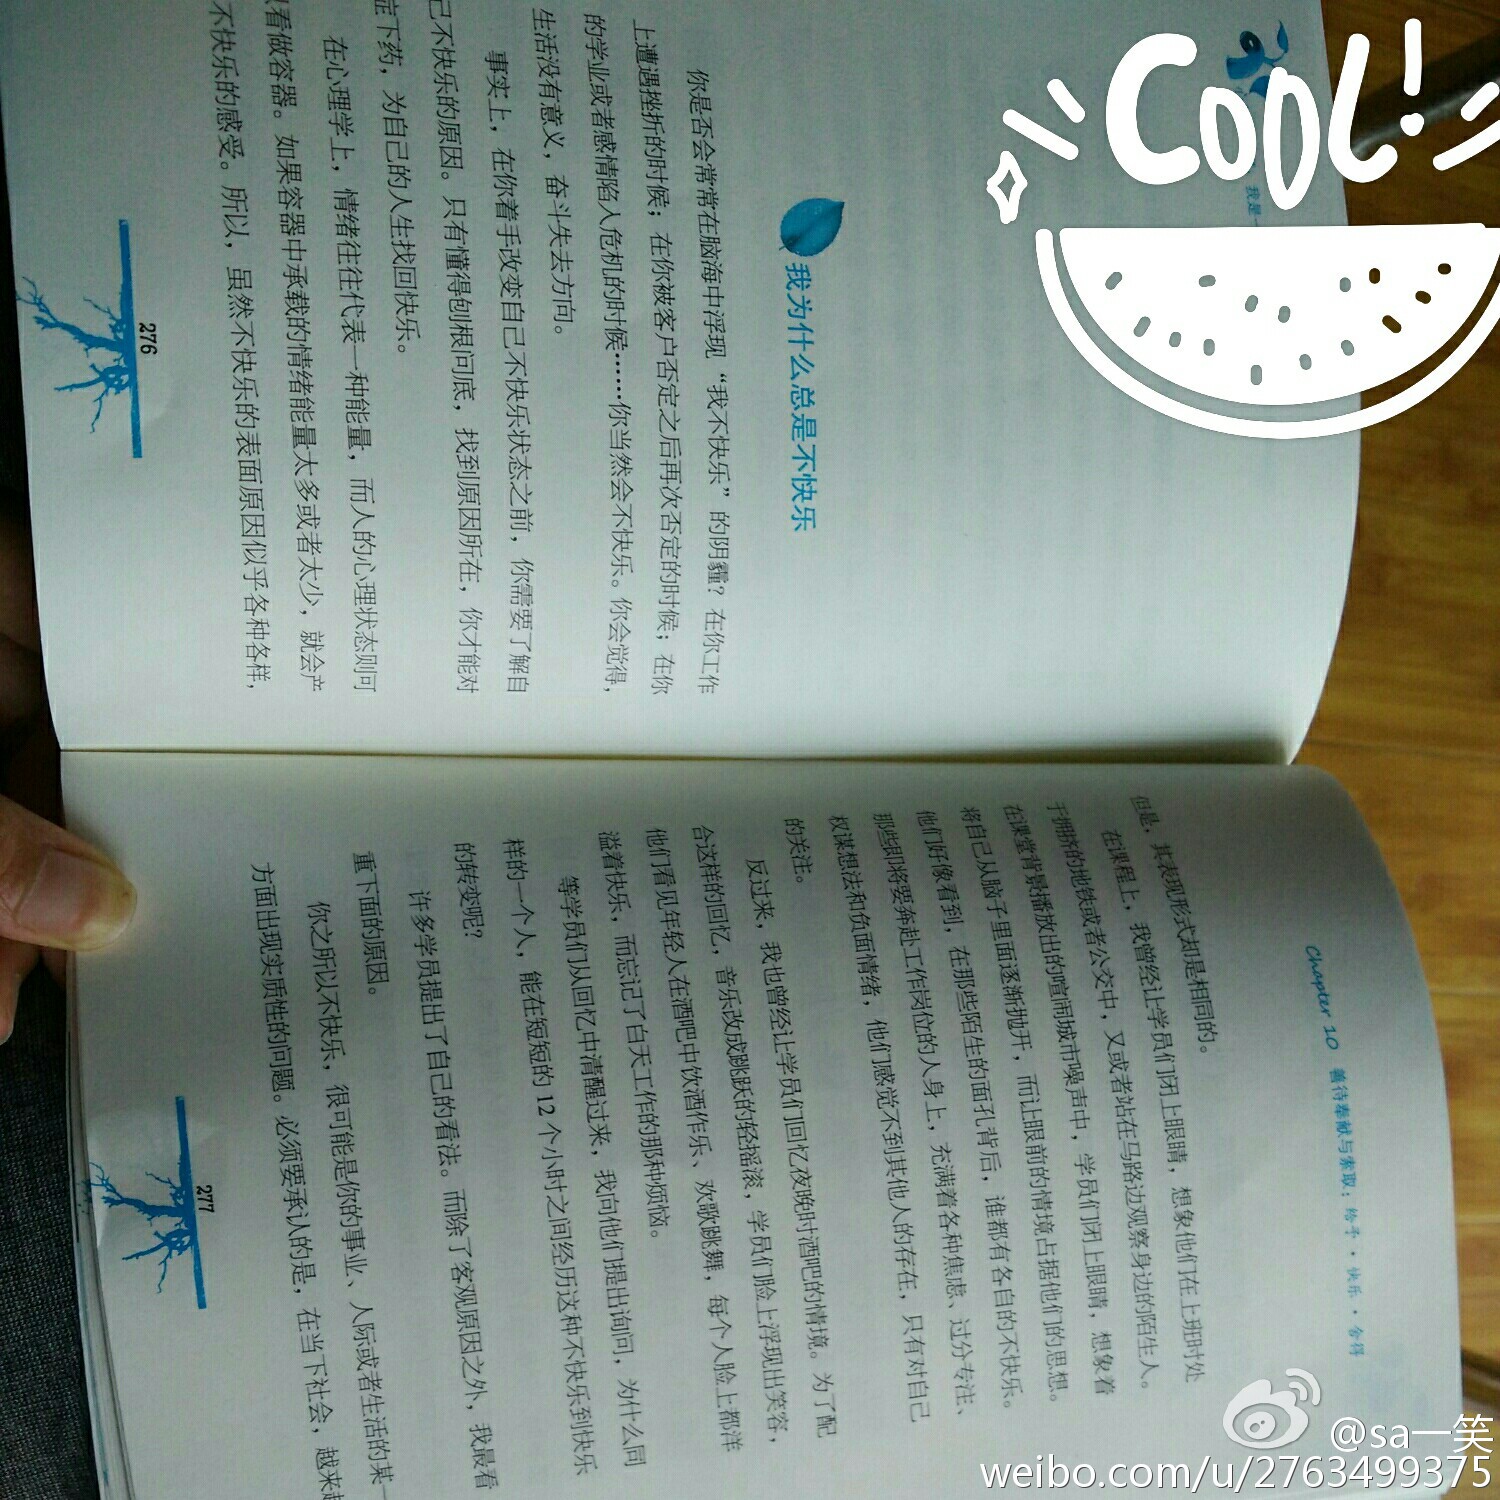 COOL!
我是一
我为什么总是不快乐
你是否会常常在脑海中浮现“我不快乐”的阴霾？在你工作
上遭遇挫折的时候；在你被客户否定之后再次否定的时候；在你
的学业或者感情陷入危机的时候……你当然会不快乐。你会觉得，
生活没有意义，奋斗失去方向。
事实上，在你着手改变自己不快乐状态之前，你需要了解自
己不快乐的原因。只有懂得刨根问底，找到原因所在，你才能对
症下药，为自己的人生找回快乐。
在心理学上，情绪往往代表一种能量，而人的心理状态则可
看做容器。如果容器中承载的情绪能量太多或者太少，就会产
不快乐的感受。所以，虽然不快乐的表面原因似乎各种各样，
276
Chapter 10 善待奉献与索取：给予·快乐·舍得
但是，其表现形式却是相同的。
在课程上，我曾经让学员们闭上眼睛，想象他们在上班时处
于拥挤的地铁或者公交中，又或者站在马路边观察身边的陌生人。
在课堂背景播放出的喧闹城市噪声中，学员们闭上眼睛，想象着
将自己从脑子里面逐渐抛开，而让眼前的情境占据他们的思想。
他们好像看到，在那些陌生的面孔背后，谁都有各自的不快乐。
那些即将要奔赴工作岗位的人身上，充满着各种焦虑、过分专注、
权谋想法和负面情绪，他们感觉不到其他人的存在，只有对自己
的关注。
反过来，我也曾经让学员们回忆夜晚时酒吧的情境。为了配
合这样的回忆，音乐改成跳跃的轻摇滚，学员们脸上浮现出笑容，
他们看见年轻人在酒吧中饮酒作乐、欢歌跳舞，每个人脸上都洋
溢着快乐，而忘记了白天工作的那种烦恼。
等学员们从回忆中清醒过来，我向他们提出询问，为什么同
样的一个人，能在短短的12个小时之间经历这种不快乐到快乐
的转变呢？
许多学员提出了自己的看法。而除了客观原因之外，我最看
重下面的原因。
你之所以不快乐，很可能是你的事业、人际或者生活的某一
方面出现实质性的问题。必须要承认的是，在当下社会，越来
277
@sa一笑
weibo.com/u/2763499375